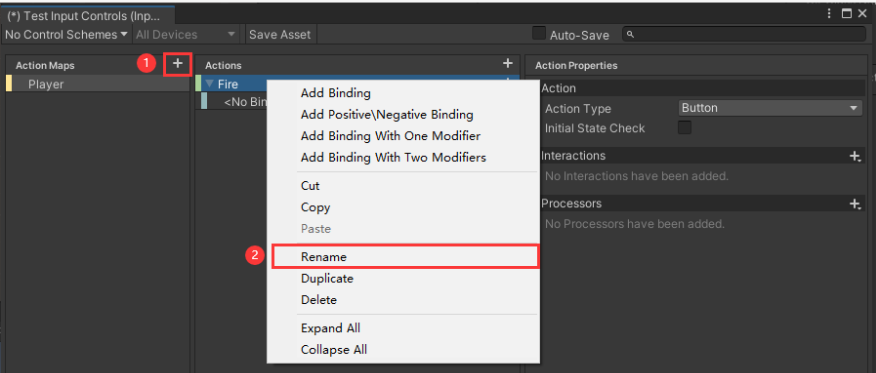 (*) Test Input Controls (Inp...
No Control Schemes All Devices Save Asset Auto-Save
Action Maps 1 + Actions + Action Properties
Player
Fire
<No Bin
Add Binding
Add Positive\Negative Binding
Add Binding With One Modifier
Add Binding With Two Modifiers
Cut
Copy
Paste
2 Rename
Duplicate
Delete
Expand All
Collapse All
Action
Action Type Button
Initial State Check
Interactions +
No Interactions have been added.
Processors +
No Processors have been added.